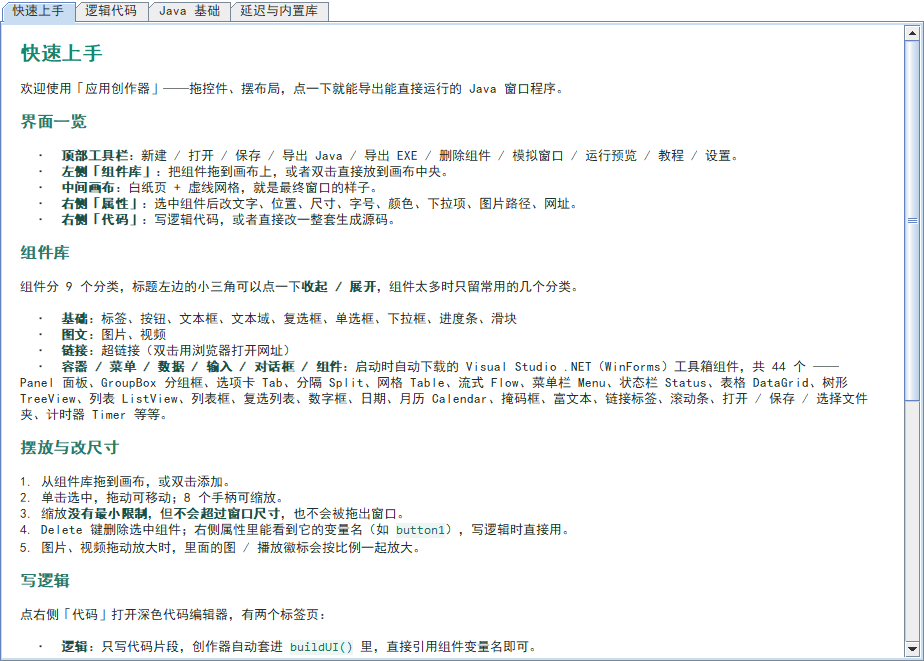 快速上手 逻辑代码 Java 基础 延迟与内置库
快速上手
欢迎使用「应用创作器」——拖控件、摆布局，点一下就能导出能直接运行的 Java 窗口程序。
界面一览
· 顶部工具栏：新建 / 打开 / 保存 / 导出 Java / 导出 EXE / 删除组件 / 模拟窗口 / 运行预览 / 教程 / 设置。
· 左侧「组件库」：把组件拖到画布上，或者双击直接放到画布中央。
· 中间画布：白纸页 + 虚线网格，就是最终窗口的样子。
· 右侧「属性」：选中组件后改文字、位置、尺寸、字号、颜色、下拉项、图片路径、网址。
· 右侧「代码」：写逻辑代码，或者直接改一整套生成源码。
组件库
组件分 9 个分类，标题左边的小三角可以点一下收起 / 展开，组件太多时只留常用的几个分类。
· 基础：标签、按钮、文本框、文本域、复选框、单选框、下拉框、进度条、滑块
· 图文：图片、视频
· 链接：超链接（双击用浏览器打开网址）
· 容器 / 菜单 / 数据 / 输入 / 对话框 / 组件：启动时自动下载的 Visual Studio .NET（WinForms）工具箱组件，共 44 个 ——
Panel 面板、GroupBox 分组框、选项卡 Tab、分隔 Split、网格 Table、流式 Flow、菜单栏 Menu、状态栏 Status、表格 DataGrid、树形
TreeView、列表 ListView、列表框、复选列表、数字框、日期、月历 Calendar、掩码框、富文本、链接标签、滚动条、打开 / 保存 / 选择文件
夹、计时器 Timer 等等。
摆放与改尺寸
1. 从组件库拖到画布，或双击添加。
2. 单击选中，拖动可移动；8 个手柄可缩放。
3. 缩放没有最小限制，但不会超过窗口尺寸，也不会被拖出窗口。
4. Delete 键删除选中组件；右侧属性里能看到它的变量名（如 button1），写逻辑时直接用。
5. 图片、视频拖动放大时，里面的图 / 播放徽标会按比例一起放大。
写逻辑
点右侧「代码」打开深色代码编辑器，有两个标签页：
· 逻辑：只写代码片段，创作器自动套进 buildUI() 里，直接引用组件变量名即可。